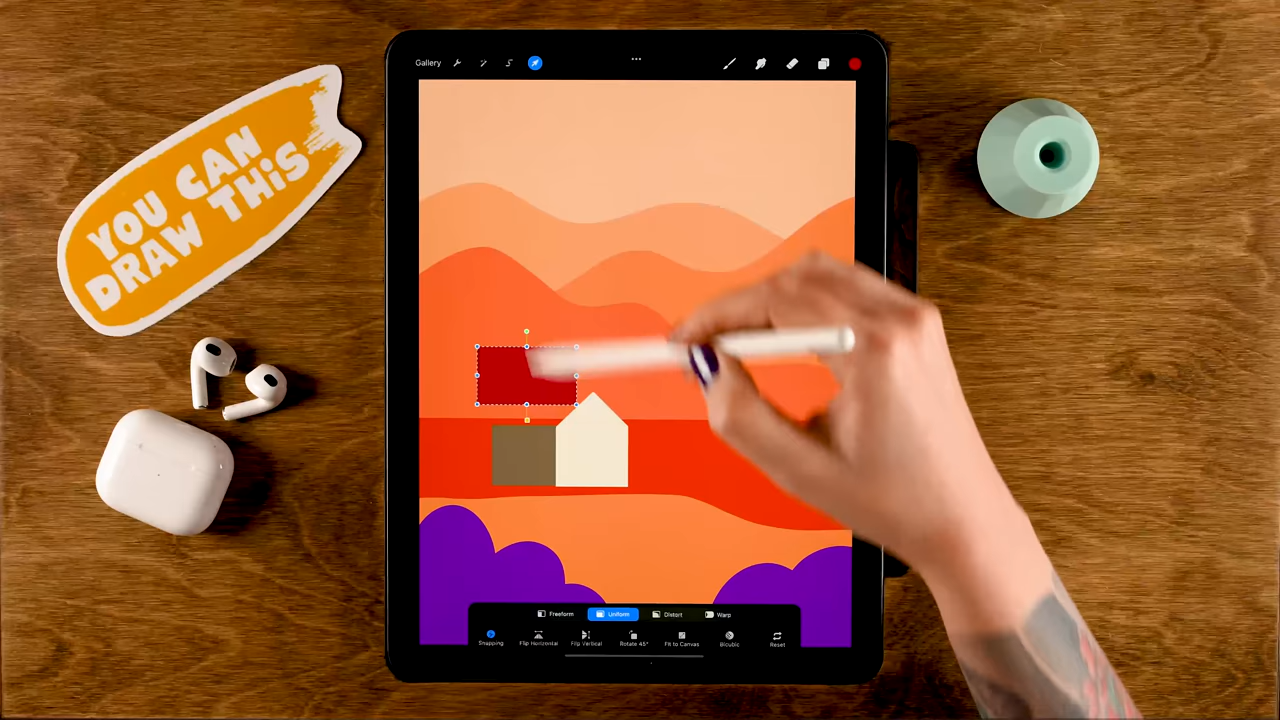 YOU CAN
DRAW THiS
Gallery
Freeform
Uniform
Distort
Warp
Snapping
Flip Horizontal
Flip Vertical
Rotate 45°
Fit to Canvas
Bicubic
Reset